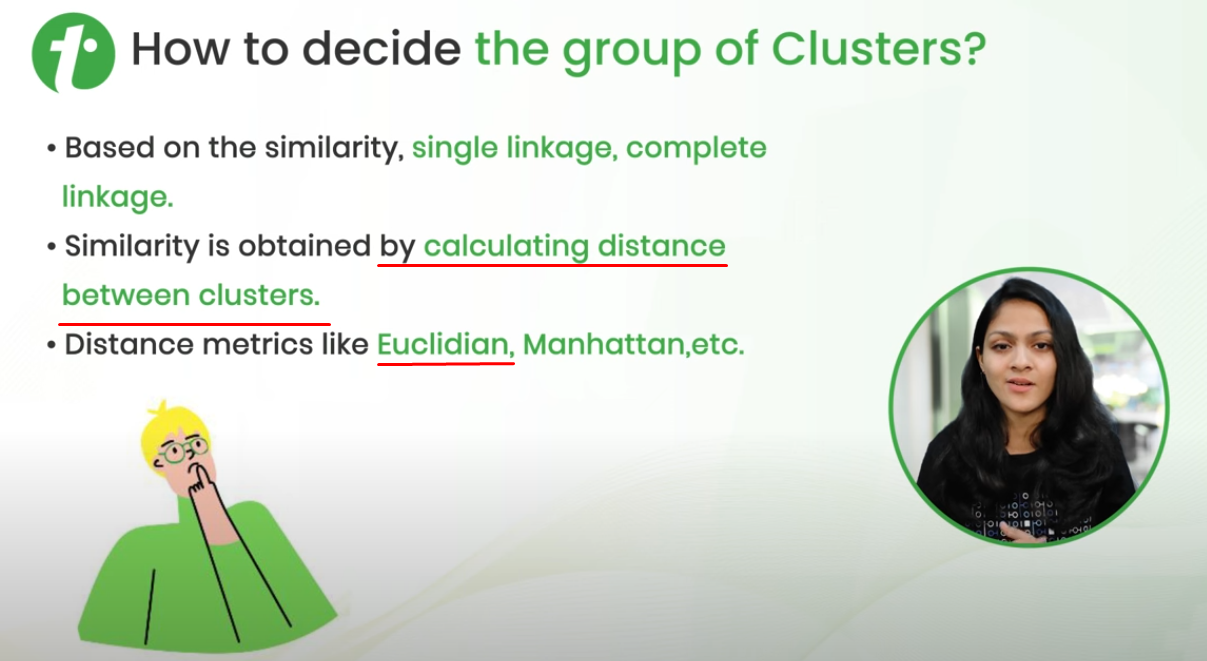 How to decide the group of Clusters?
• Based on the similarity, single linkage, complete
linkage.
• Similarity is obtained by calculating distance
between clusters.
• Distance metrics like Euclidian, Manhattan,etc.